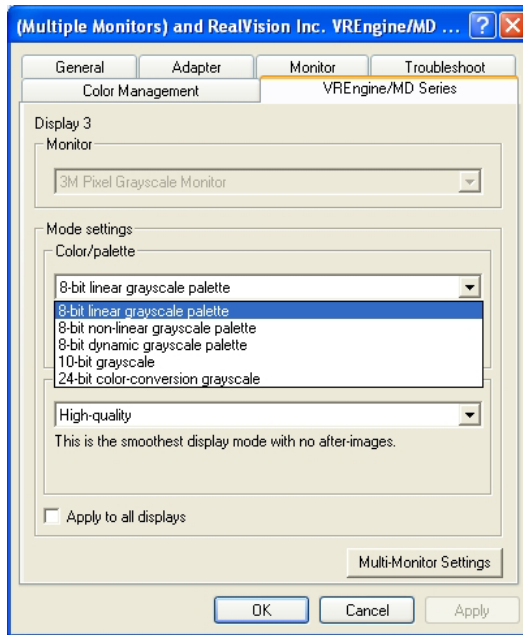 (Multiple Monitors) and RealVision Inc. VREngine/MD ...
General Adapter Monitor Troubleshoot
Color Management VREngine/MD Series
Display 3
Monitor
3M Pixel Grayscale Monitor
Mode settings
Color/palette
8-bit linear grayscale palette
8-bit linear grayscale palette
8-bit non-linear grayscale palette
8-bit dynamic grayscale palette
10-bit grayscale
24-bit color-conversion grayscale
High-quality
This is the smoothest display mode with no after-images.
Apply to all displays
Multi-Monitor Settings
OK Cancel Apply